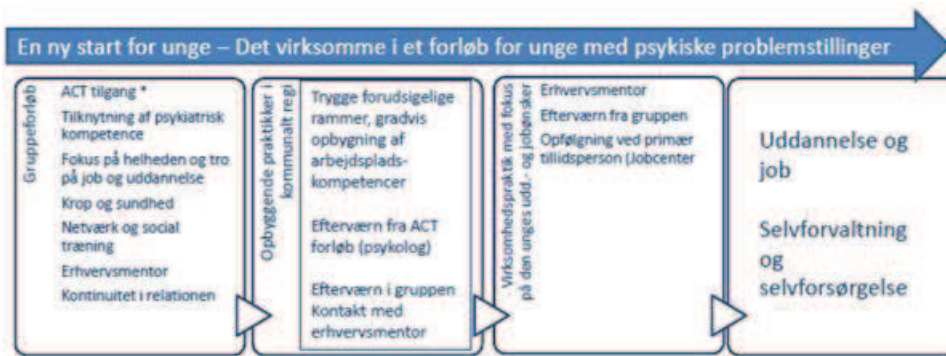 En ny start for unge – Det virksomme i et forløb for unge med psykiske problemstillinger
Gruppeforløb
ACT tilgang *
Tilknytning af psykiatrisk
kompetence
Fokus på helheden og tro
på job og uddannelse
Krop og sundhed
Netværk og social
træning
Erhvervsmentor
Kontinuitet i relationen
Opbyggende praktikker i
kommunalt regi
Trygge forudsigelige
rammer, gradvis
opbygning af
arbejdsplads-
kompetencer
Efterværn fra ACT
forløb (psykolog)
Efterværn i gruppen
Kontakt med
erhvervsmentor
Virksomhedspraktik med fokus
på den unges udd.- og jobønsker
Erhvervsmentor
Efterværn fra gruppen
Opfølgning ved primær
tillidsperson (Jobcenter
Uddannelse og
job
Selvforvaltning
og
selvforsørgelse